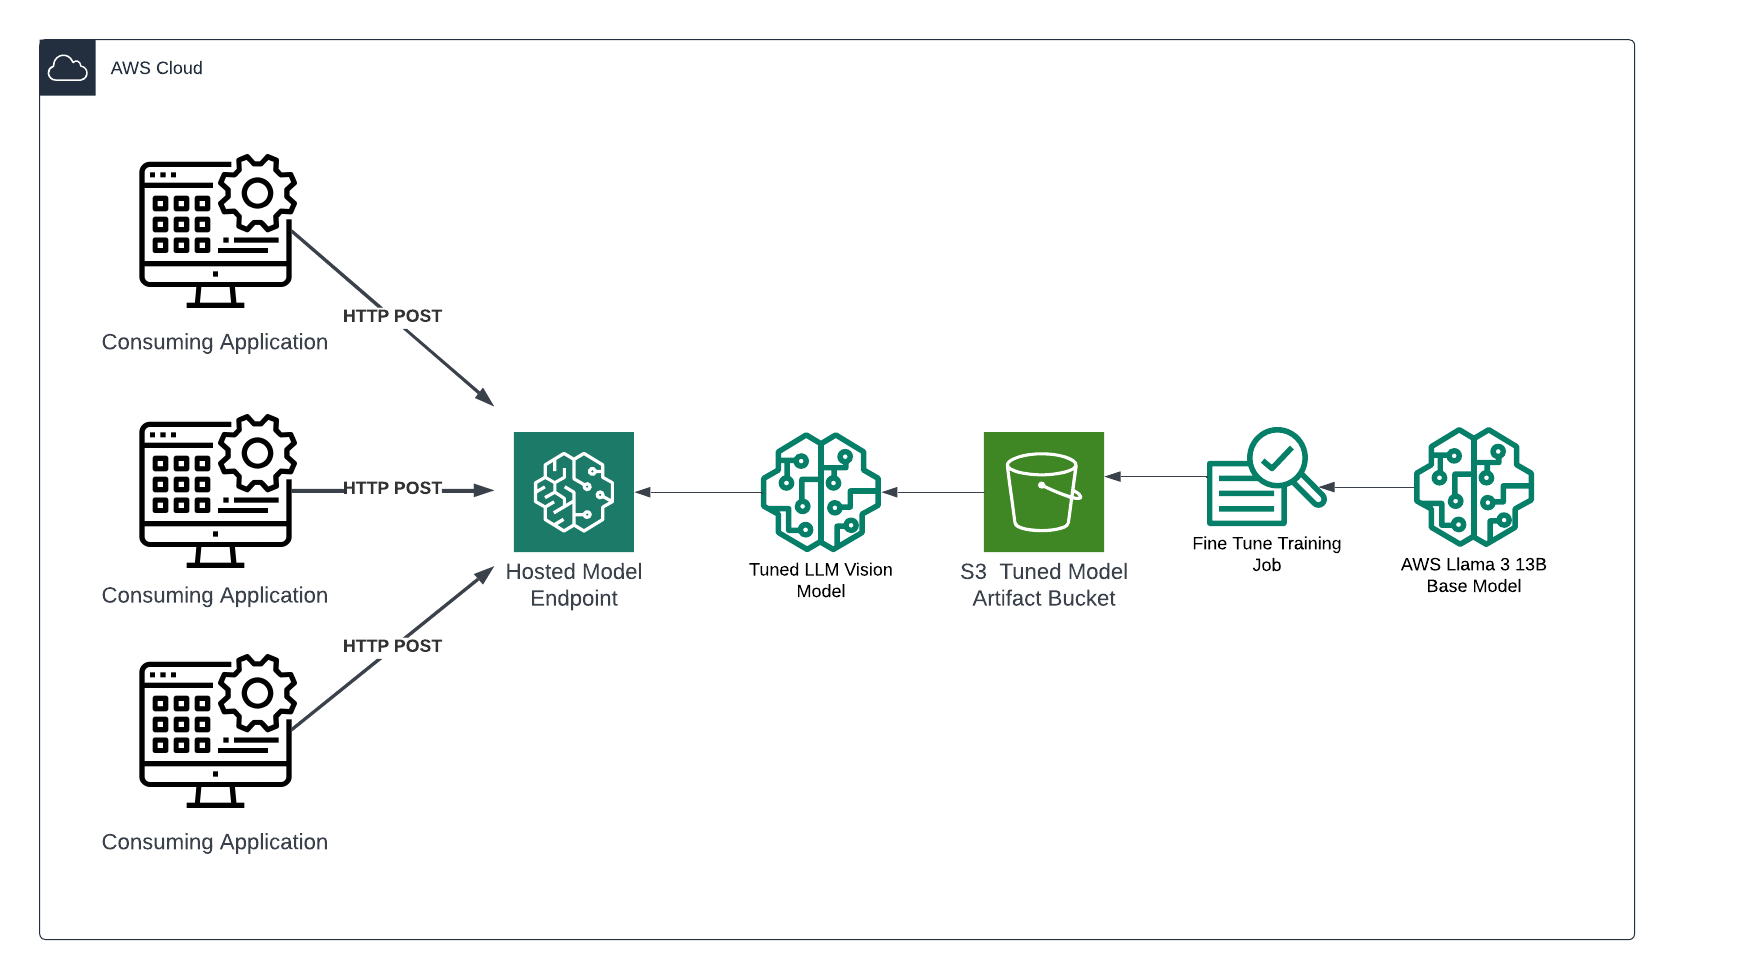 AWS Cloud
HTTP POST
Consuming Application
HTTP POST
Consuming Application
HTTP POST
Consuming Application
Hosted Model
Endpoint
Tuned LLM Vision
Model
S3  Tuned Model
Artifact Bucket
Fine Tune Training
Job
AWS Llama 3 13B
Base Model